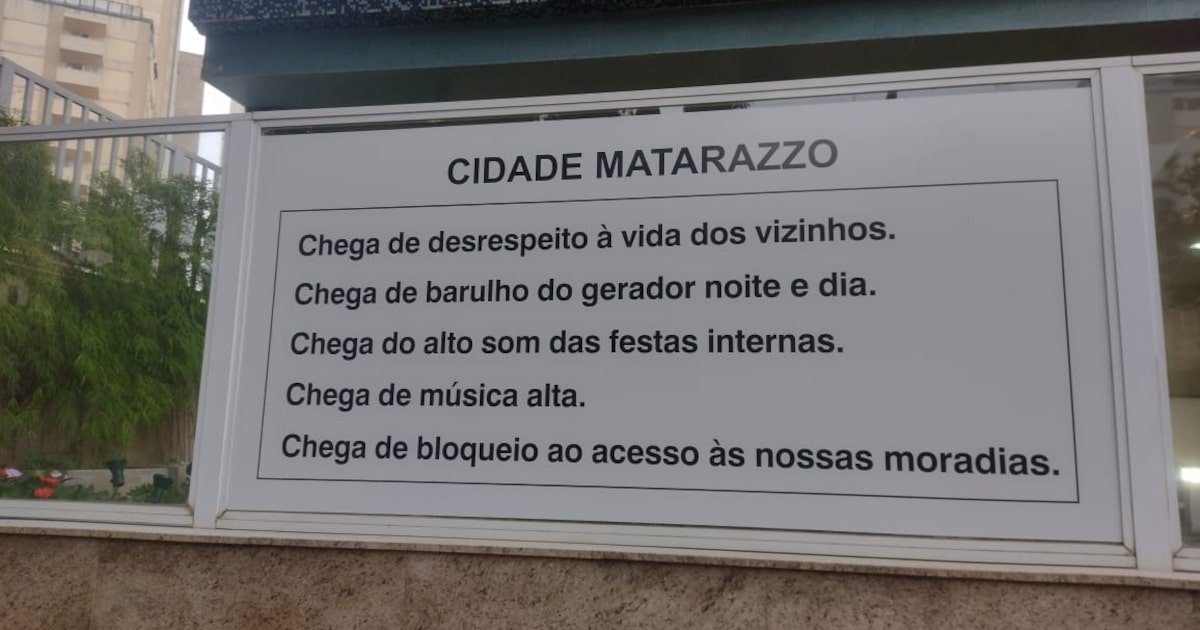 CIDADE MATARAZZO
Chega de desrespeito à vida dos vizinhos.
Chega de barulho do gerador noite e dia.
Chega do alto som das festas internas.
Chega de música alta.
Chega de bloqueio ao acesso às nossas moradias.